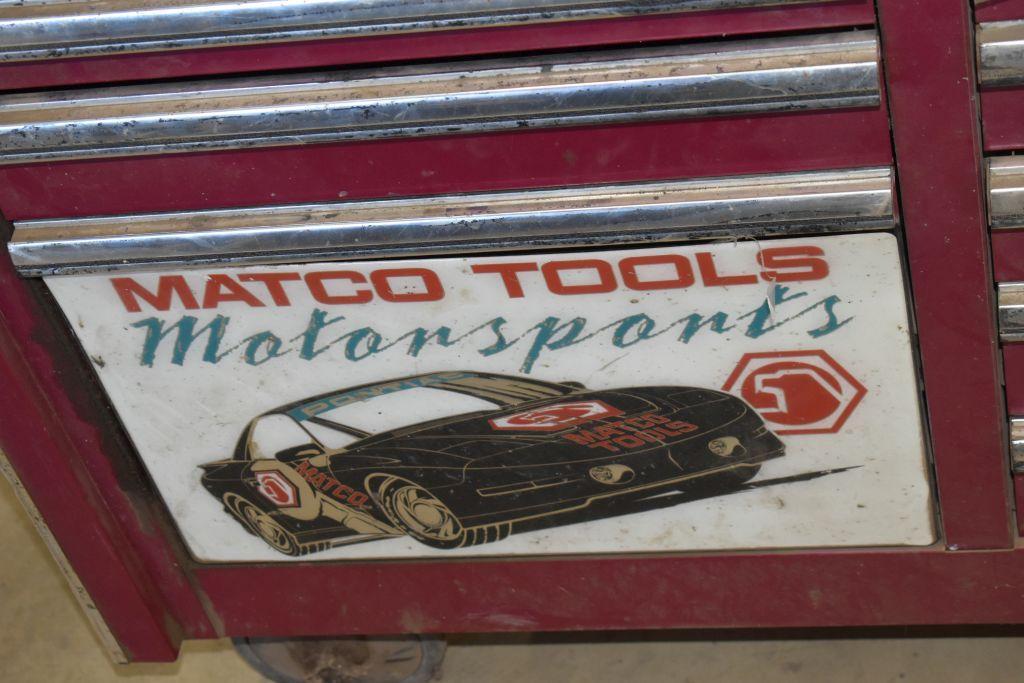 MATCO TOOLS
Motorsports
PONTIAC
MATCO
TOOLS
MATCO